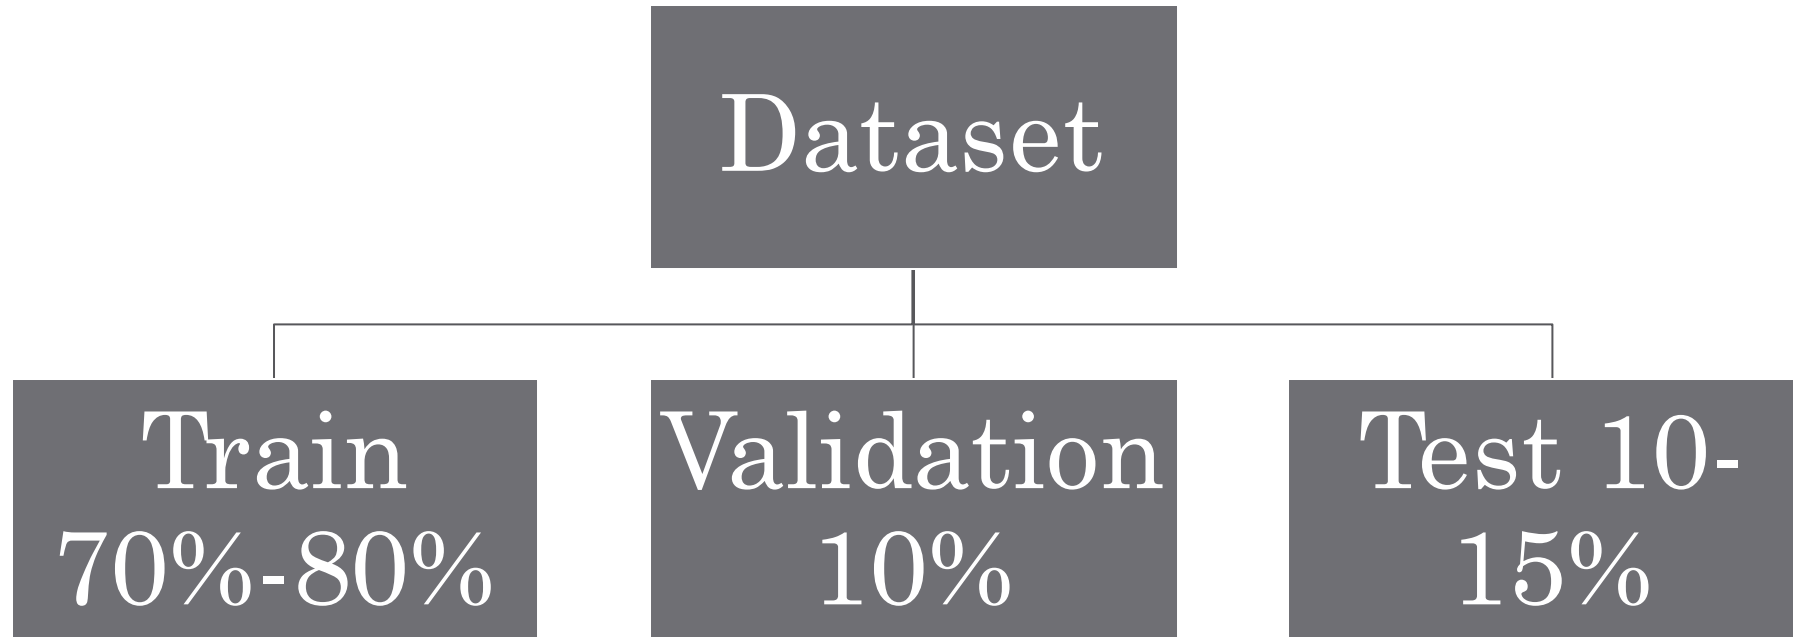 Dataset
Train
70%-80%
Validation
10%
Test 10-
15%